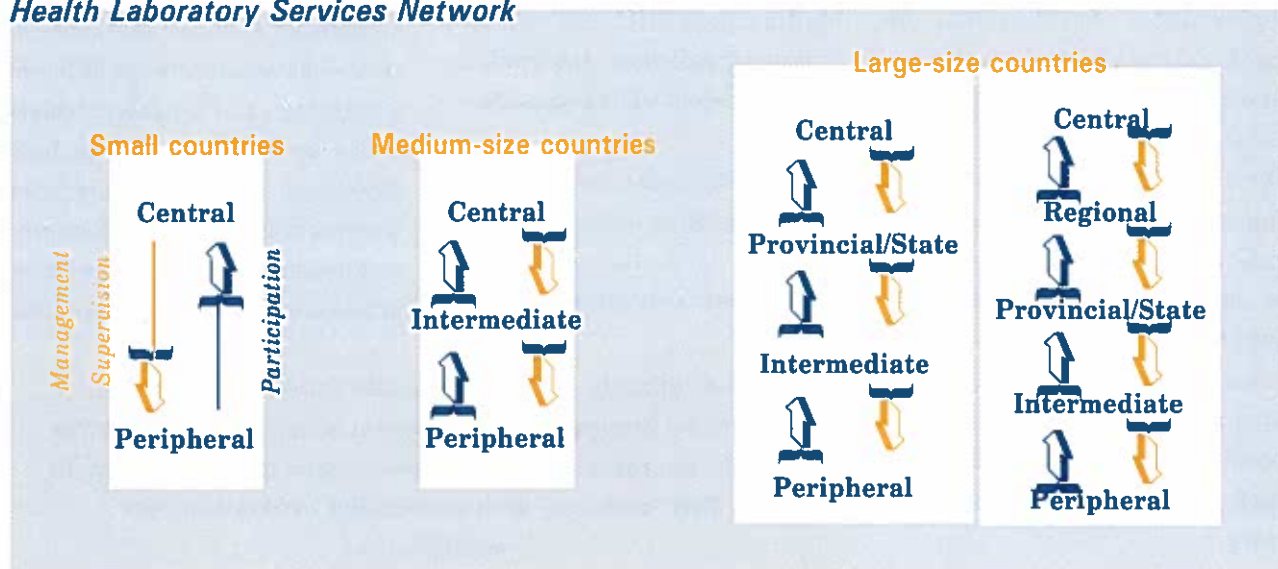 Health Laboratory Services Network
Small countries
Central
Management
Supervision
Participation
Peripheral
Medium-size countries
Central
Intermediate
Peripheral
Large-size countries
Central
Provincial/State
Intermediate
Peripheral
Central
Regional
Provincial/State
Intermediate
Peripheral